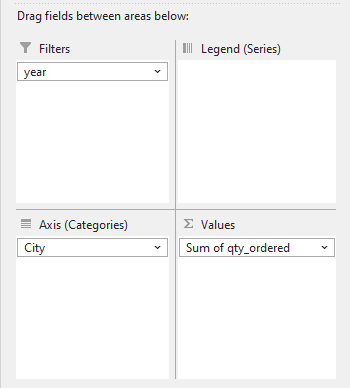 Drag fields between areas below:
Filters
Legend (Series)
year
Axis (Categories)
Values
City
Sum of qty_ordered